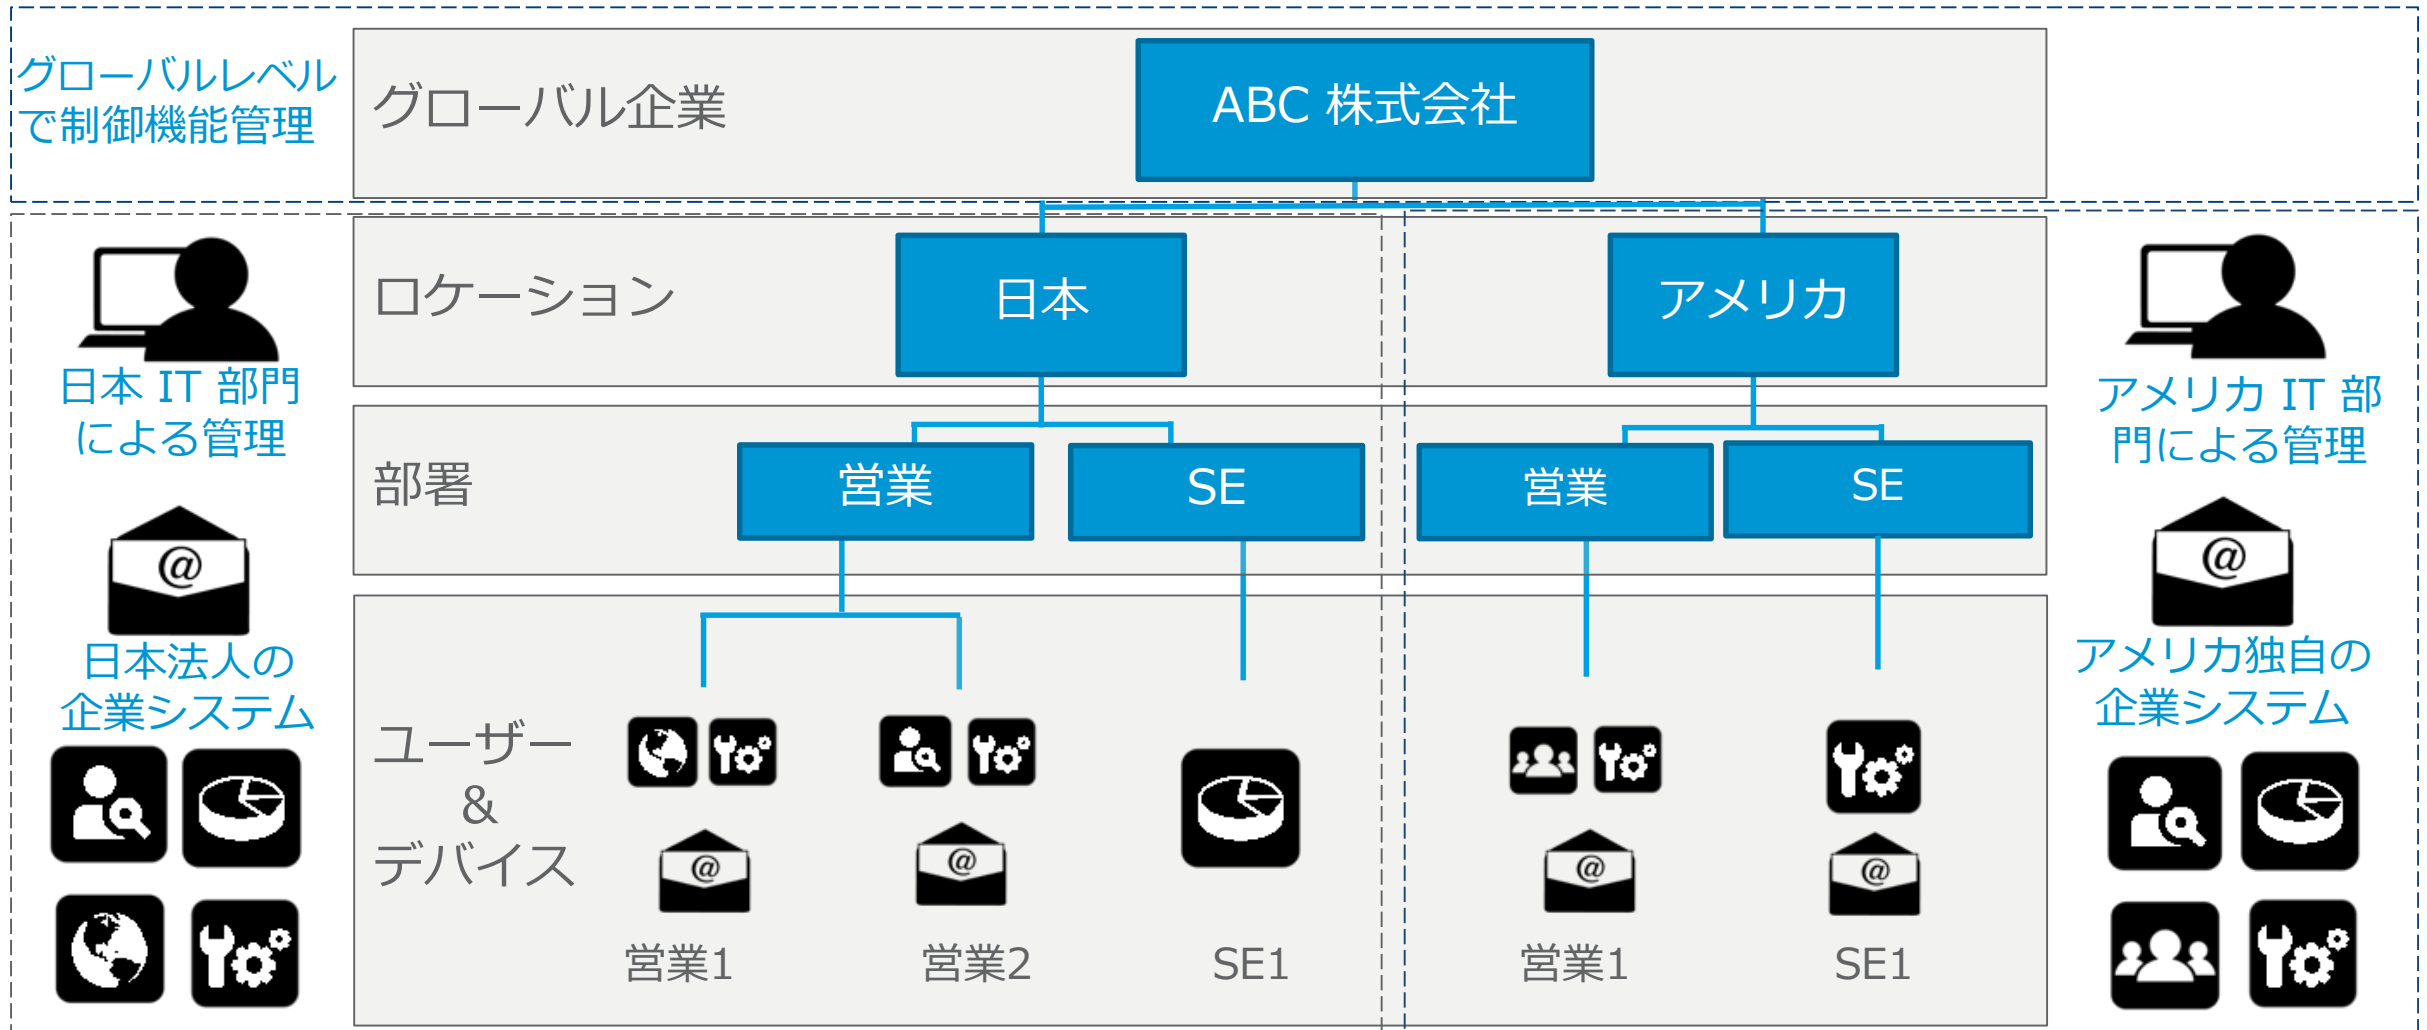 グローバルレベル
で制御機能管理
グローバル企業
ABC 株式会社
ロケーション
日本
アメリカ
日本 IT 部門
による管理
アメリカ IT 部
門による管理
部署
営業
SE
営業
SE
日本法人の
企業システム
アメリカ独自の
企業システム
ユーザー
&
デバイス
@
@
@
@
@
@
営業1
営業2
SE1
営業1
SE1